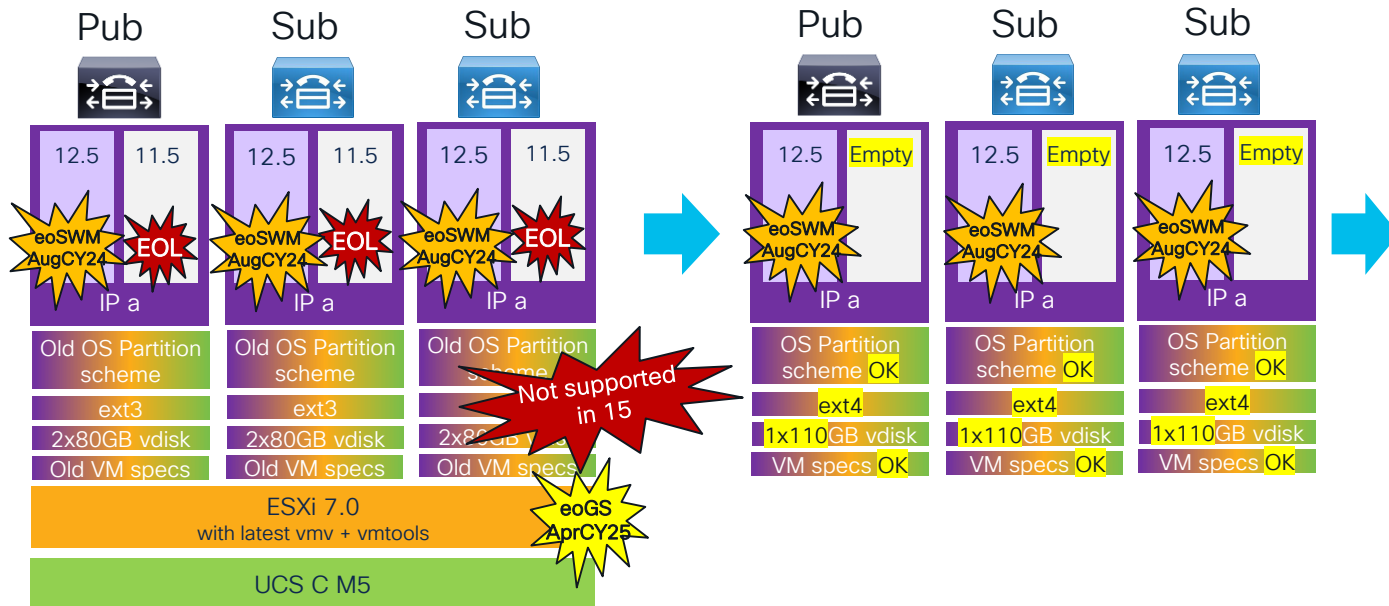 Pub
Sub
Sub
Pub
Sub
Sub
12.5
11.5
12.5
11.5
12.5
11.5
12.5
Empty
12.5
Empty
12.5
Empty
eoSWM
AugCY24
EOL
eoSWM
AugCY24
EOL
eoSWM
AugCY24
EOL
eoSWM
AugCY24
eoSWM
AugCY24
eoSWM
AugCY24
IP a
IP a
IP a
IP a
IP a
IP a
Old OS Partition
scheme
Old OS Partition
scheme
Old OS Partition
scheme
OS Partition
scheme OK
OS Partition
scheme OK
OS Partition
scheme OK
Not supported
in 15
ext3
ext3
ext4
ext4
ext4
2x80GB vdisk
2x80GB vdisk
2x80GB vdisk
1x110GB vdisk
1x110GB vdisk
1x110GB vdisk
Old VM specs
Old VM specs
Old VM specs
VM specs OK
VM specs OK
VM specs OK
ESXi 7.0
with latest vmv + vmtools
eoGS
AprCY25
UCS C M5